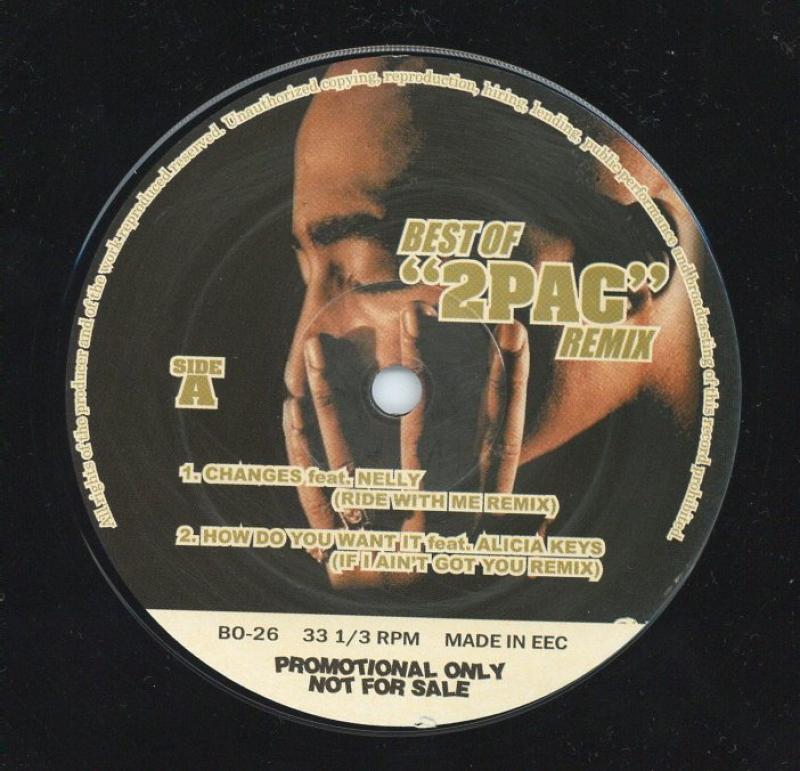 All rights of the producer and of the work reproduced reserved. Unauthorized copying, reproduction, hiring, lending, public performance and broadcasting of this record prohibited.
BEST OF
“2PAC”
REMIX
SIDE
A
1. CHANGES feat. NELLY
(RIDE WITH ME REMIX)
2. HOW DO YOU WANT IT feat. ALICIA KEYS
(IF I AIN'T GOT YOU REMIX)
BO-26 33 1/3 RPM MADE IN EEC
PROMOTIONAL ONLY
NOT FOR SALE